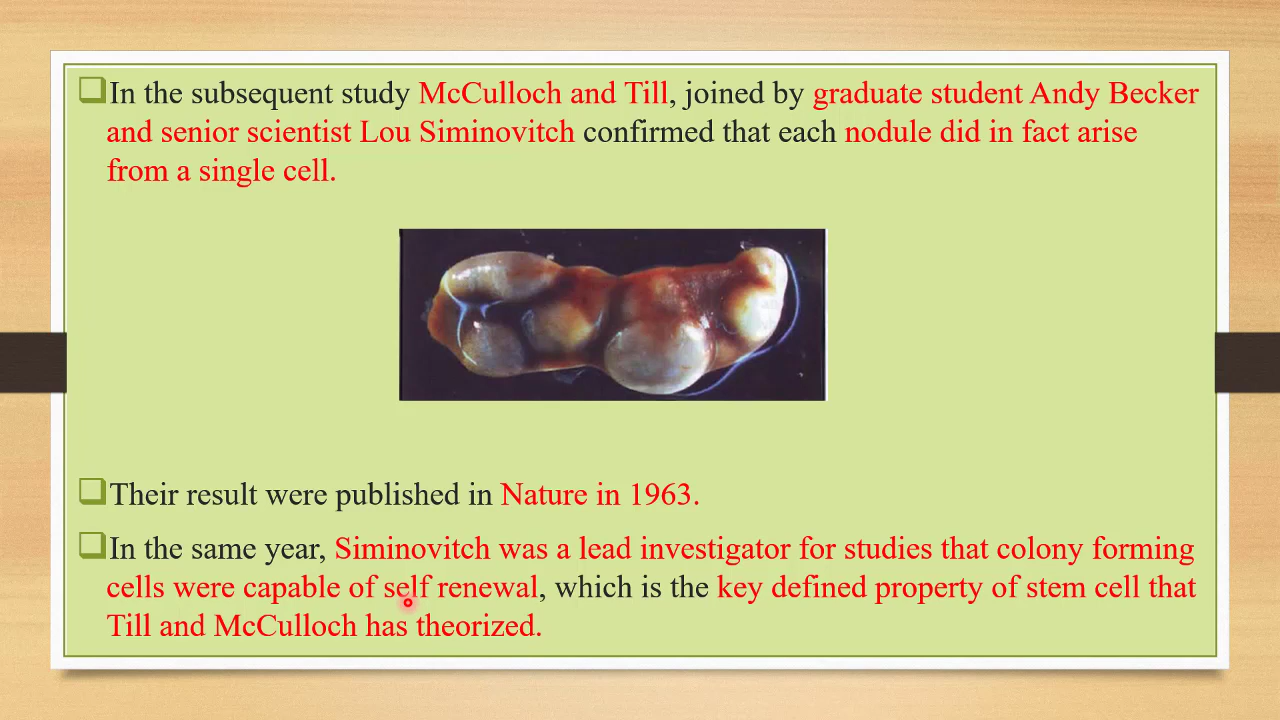 In the subsequent study McCulloch and Till, joined by graduate student Andy Becker
and senior scientist Lou Siminovitch confirmed that each nodule did in fact arise
from a single cell.
Their result were published in Nature in 1963.
In the same year, Siminovitch was a lead investigator for studies that colony forming
cells were capable of self renewal, which is the key defined property of stem cell that
Till and McCulloch has theorized.